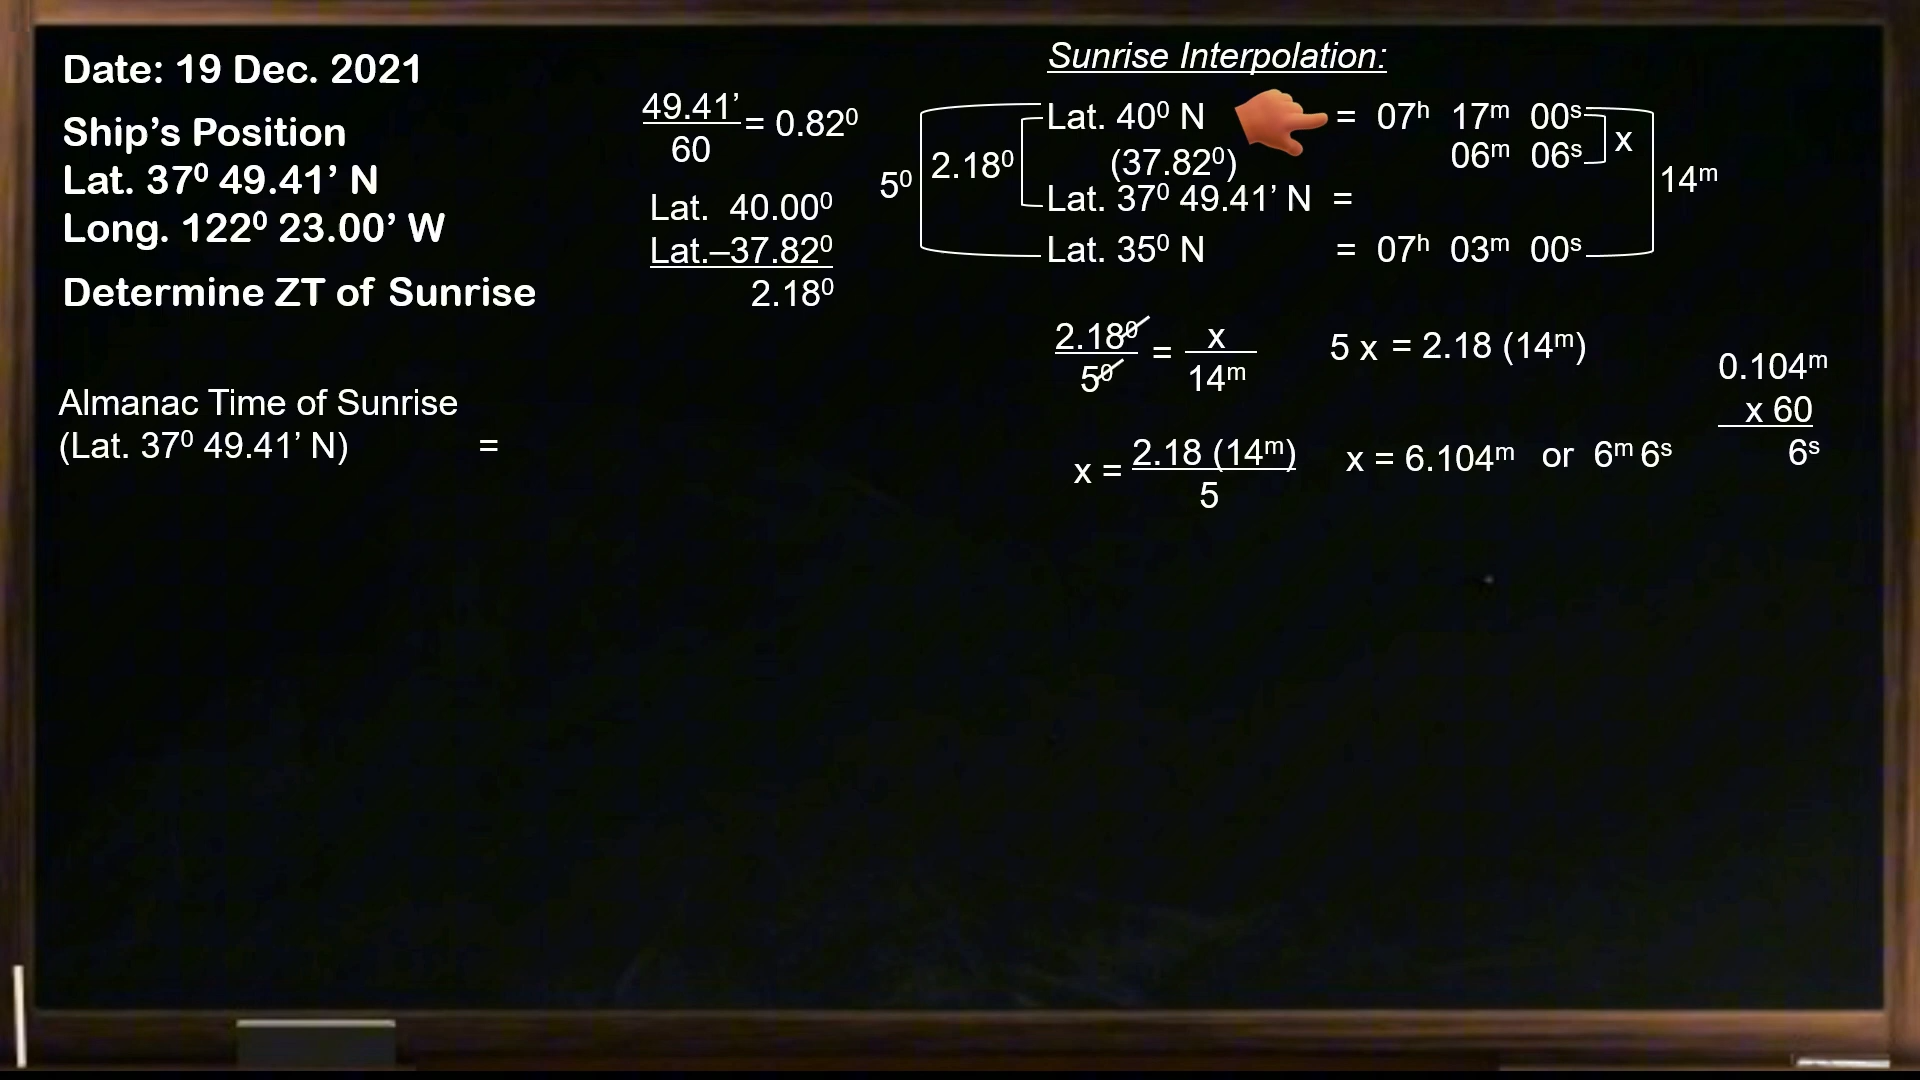 Date: 19 Dec. 2021
Ship's Position
Lat. 37⁰ 49.41' N
Long. 122⁰ 23.00' W
Determine ZT of Sunrise
Almanac Time of Sunrise
(Lat. 37⁰ 49.41' N) =
49.41'
60
= 0.82⁰
Lat. 40.00⁰
Lat.–37.82⁰
2.18⁰
Sunrise Interpolation:
Lat. 40⁰ N = 07ʰ 17ᵐ 00ˢ
06ᵐ 06ˢ
x
(37.82⁰)
5⁰
2.18⁰
14ᵐ
Lat. 37⁰ 49.41' N =
Lat. 35⁰ N = 07ʰ 03ᵐ 00ˢ
2.18⁰
5⁰
=
x
14ᵐ
5 x = 2.18 (14ᵐ)
x = 2.18 (14ᵐ)
5
x = 6.104ᵐ or 6ᵐ 6ˢ
0.104ᵐ
x 60
6ˢ